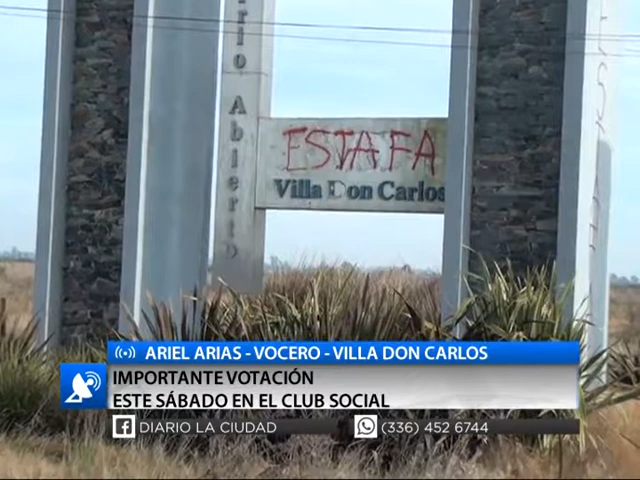 Abierto
ESTAFA
Villa Don Carlos
ARIEL ARIAS - VOCERO - VILLA DON CARLOS
IMPORTANTE VOTACIÓN
ESTE SÁBADO EN EL CLUB SOCIAL
DIARIO LA CIUDAD
(336) 452 6744